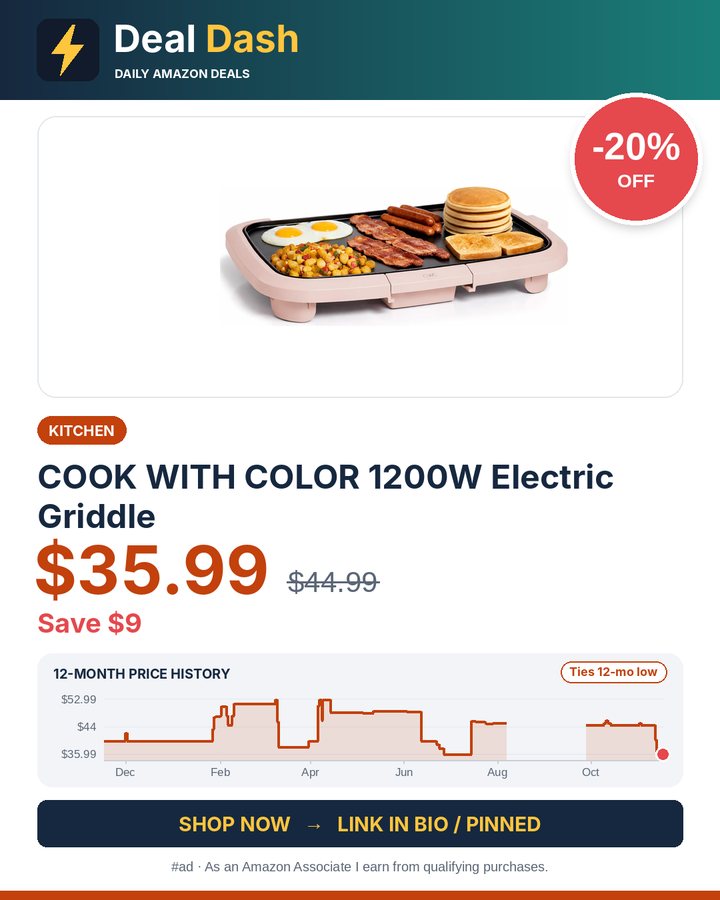 Deal Dash
DAILY AMAZON DEALS
-20%
OFF
KITCHEN
COOK WITH COLOR 1200W Electric
Griddle
$35.99 $44.99
Save $9
12-MONTH PRICE HISTORY
Ties 12-mo low
$52.99
$44
$35.99
Dec Feb Apr Jun Aug Oct
SHOP NOW → LINK IN BIO / PINNED
#ad · As an Amazon Associate I earn from qualifying purchases.